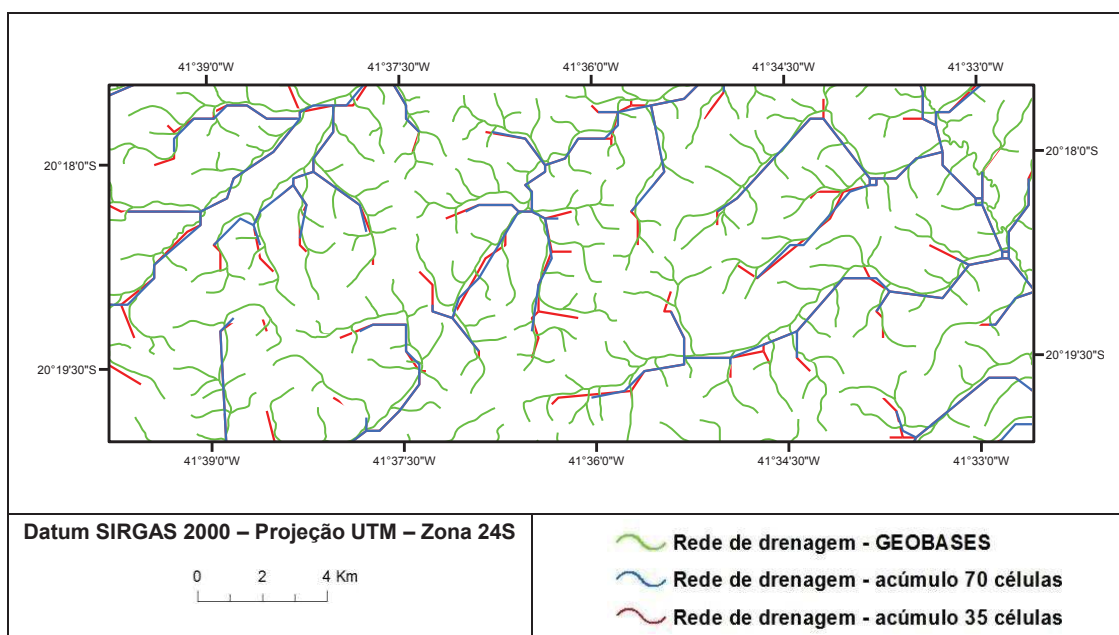 41°39'0"W 41°37'30"W 41°36'0"W 41°34'30"W 41°33'0"W
20°18'0"S 20°18'0"S
20°19'30"S 20°19'30"S
41°39'0"W 41°37'30"W 41°36'0"W 41°34'30"W 41°33'0"W
Datum SIRGAS 2000 – Projeção UTM – Zona 24S
0 2 4 Km
Rede de drenagem - GEOBASES
Rede de drenagem - acúmulo 70 células
Rede de drenagem - acúmulo 35 células